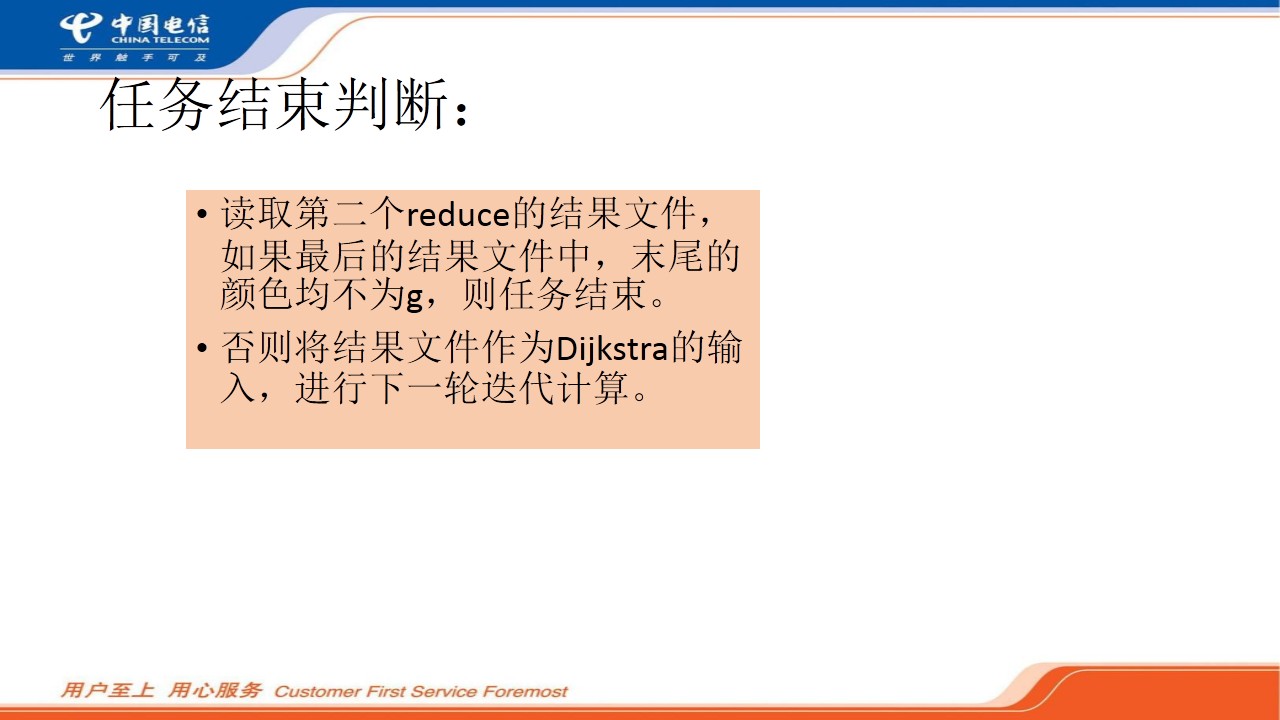 中国电信
CHINA TELECOM
世界触手可及
任务结束判断：
• 读取第二个reduce的结果文件，
如果最后的结果文件中，末尾的
颜色均不为g，则任务结束。
• 否则将结果文件作为Dijkstra的输
入，进行下一轮迭代计算。
用户至上 用心服务 Customer First Service Foremost